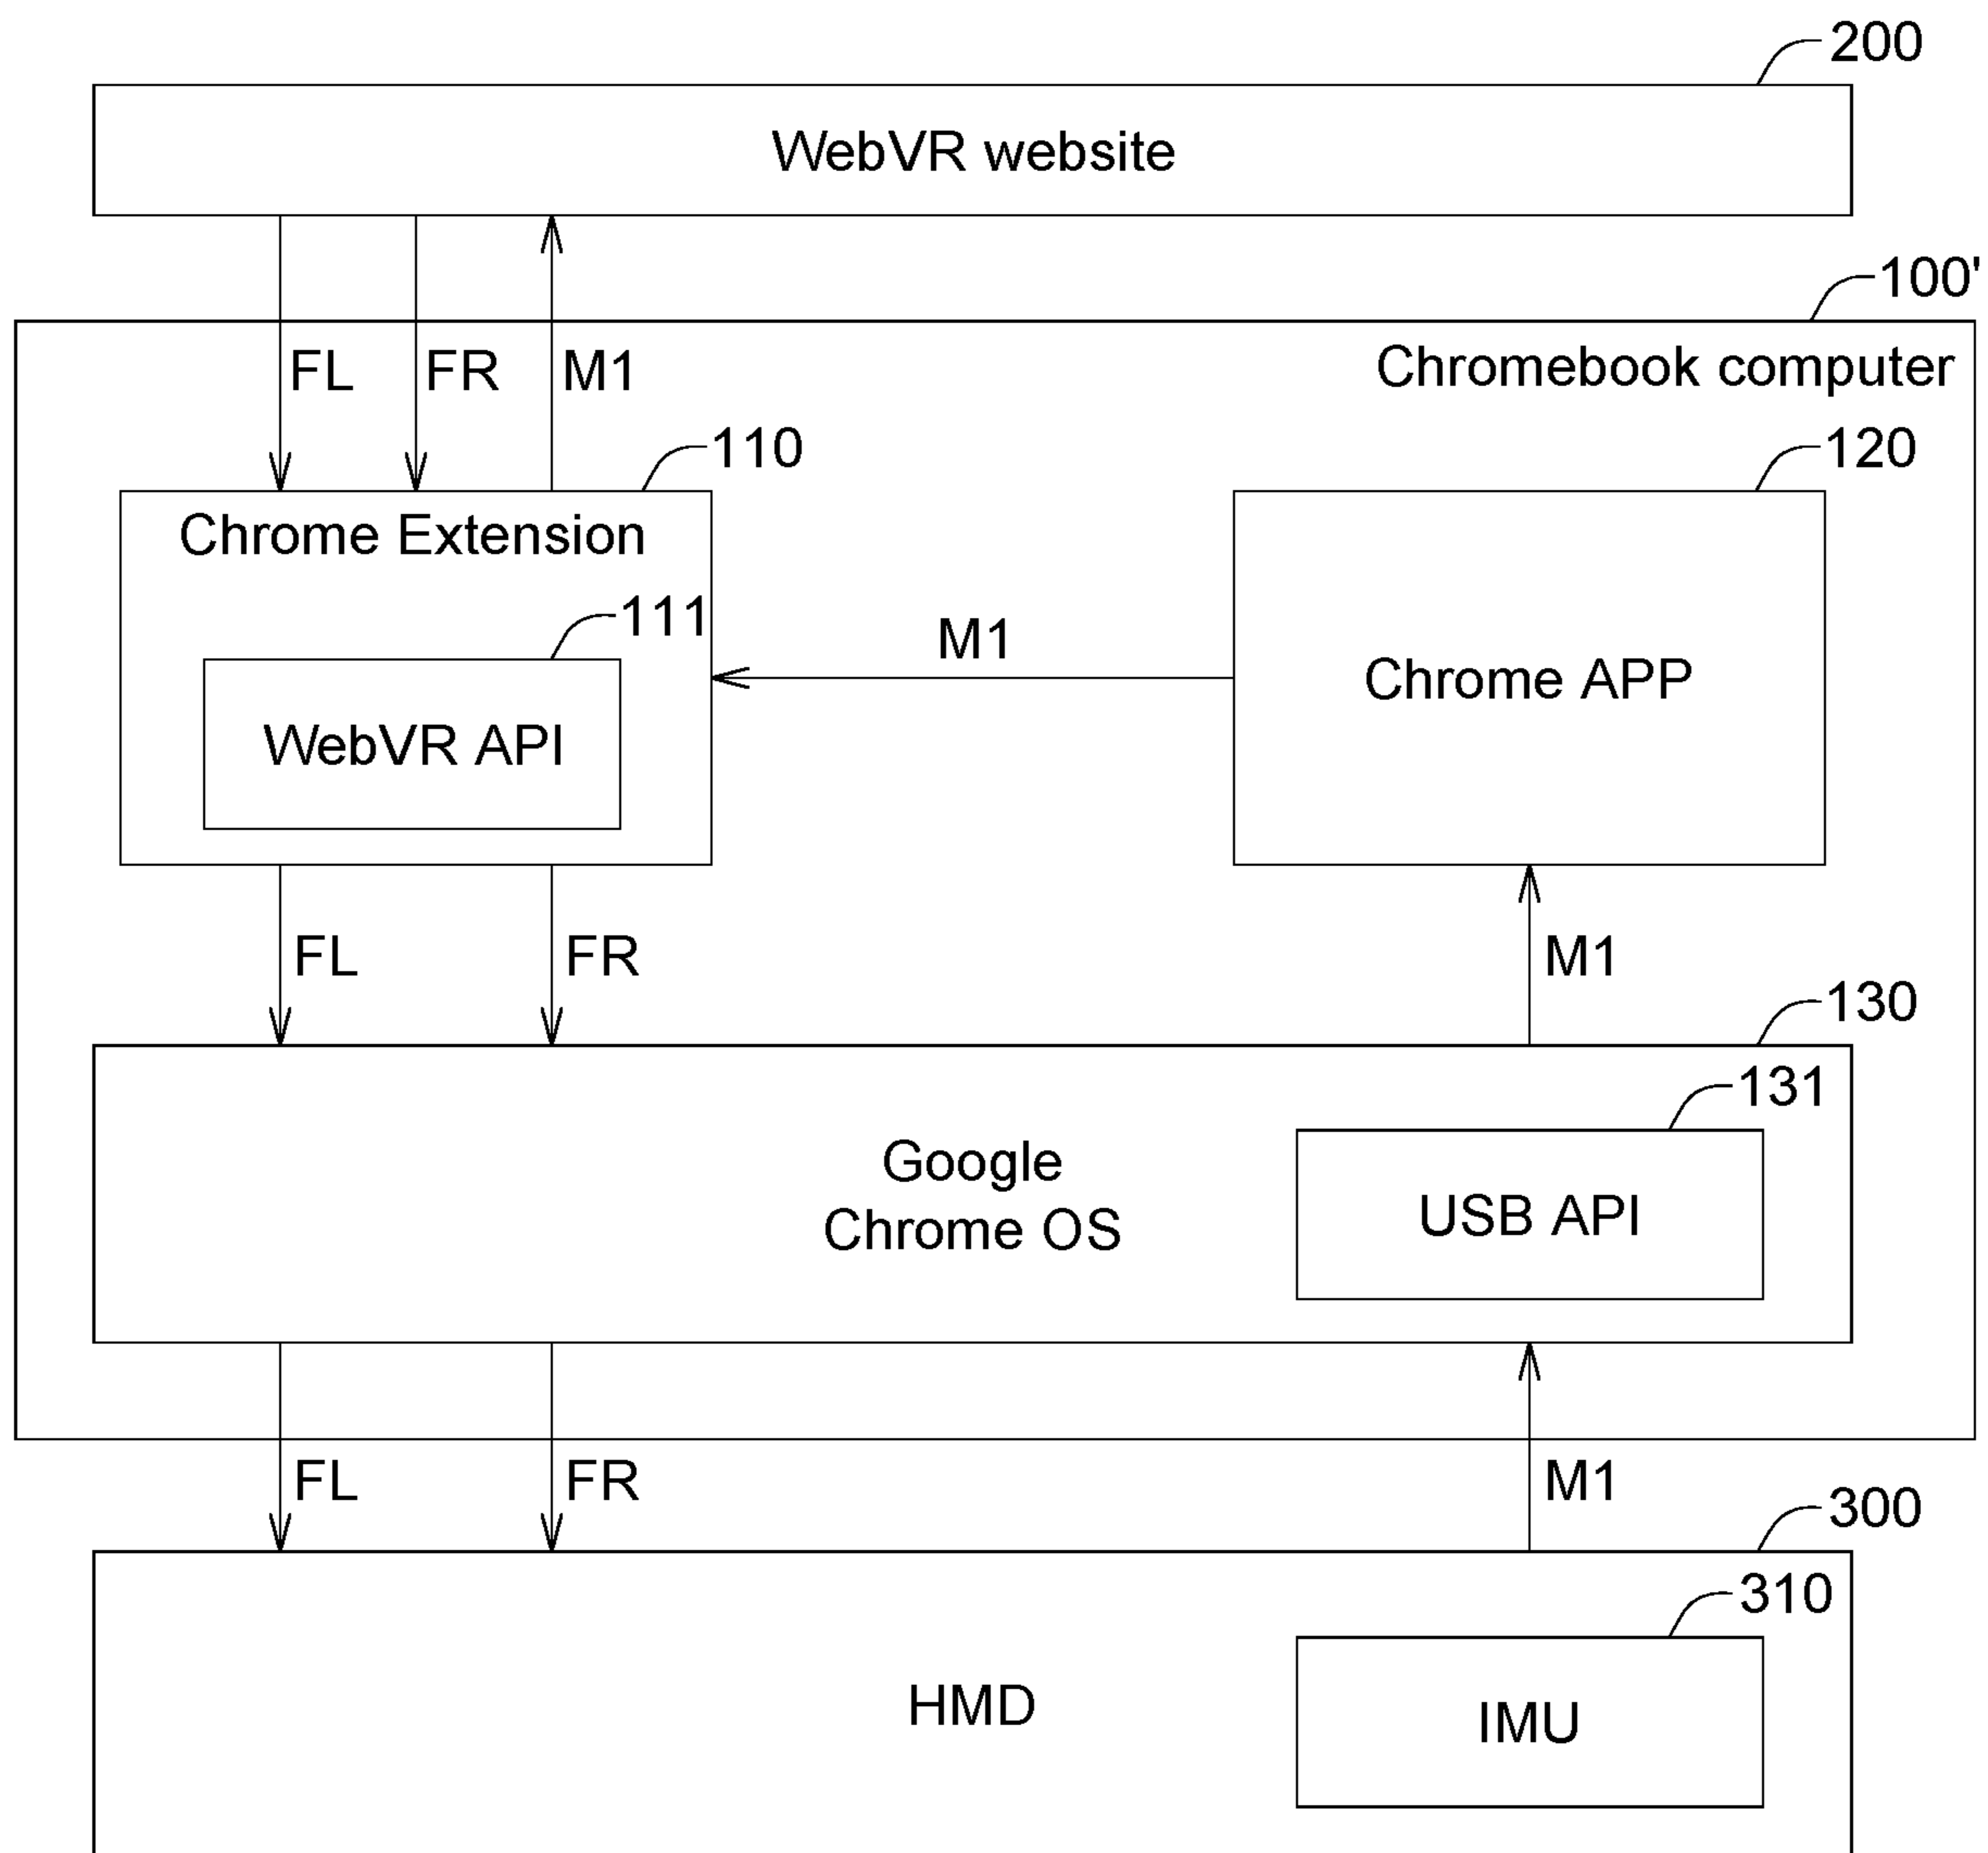 200
WebVR website
100'
FL FR M1
Chromebook computer
110
120
Chrome Extension
111
M1
WebVR API
Chrome APP
FL FR M1
130
131
Google
Chrome OS
USB API
FL FR M1
300
310
HMD
IMU